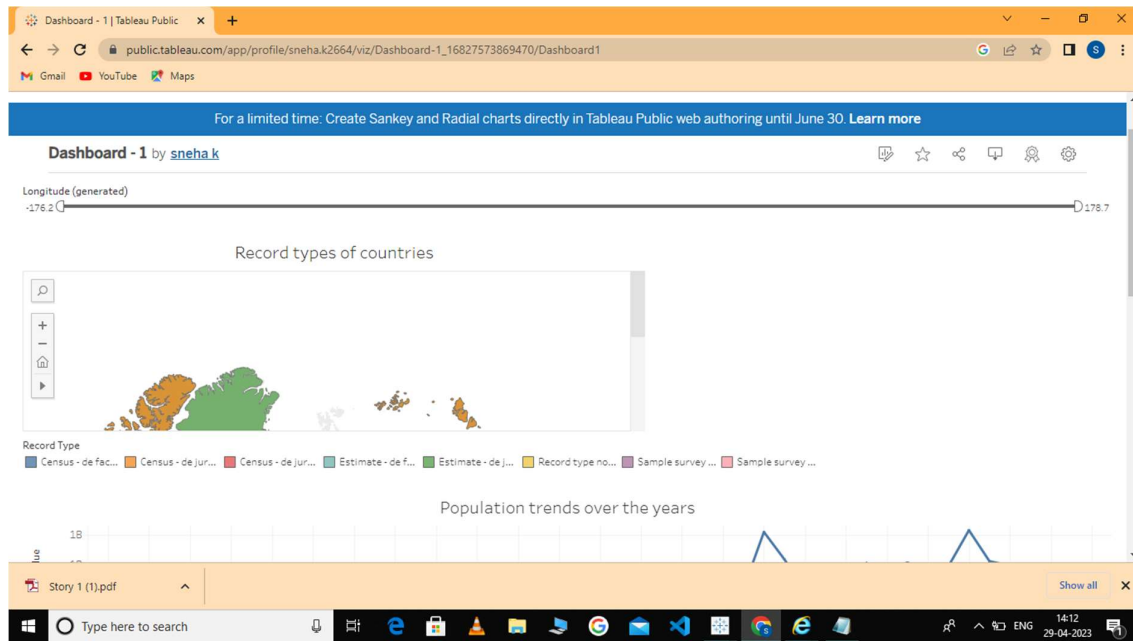 Dashboard - 1 | Tableau Public
public.tableau.com/app/profile/sneha.k2664/viz/Dashboard-1_16827573869470/Dashboard1
G
S
Gmail YouTube Maps
For a limited time: Create Sankey and Radial charts directly in Tableau Public web authoring until June 30. Learn more
Dashboard - 1 by sneha k
Longitude (generated)
-176.2 178.7
Record types of countries
Record Type
Census - de fac... Census - de jur... Census - de jur... Estimate - de f... Estimate - de j... Record type no... Sample survey ... Sample survey ...
Population trends over the years
1B
Story 1 (1).pdf Show all
Type here to search
ENG
14:12
29-04-2023